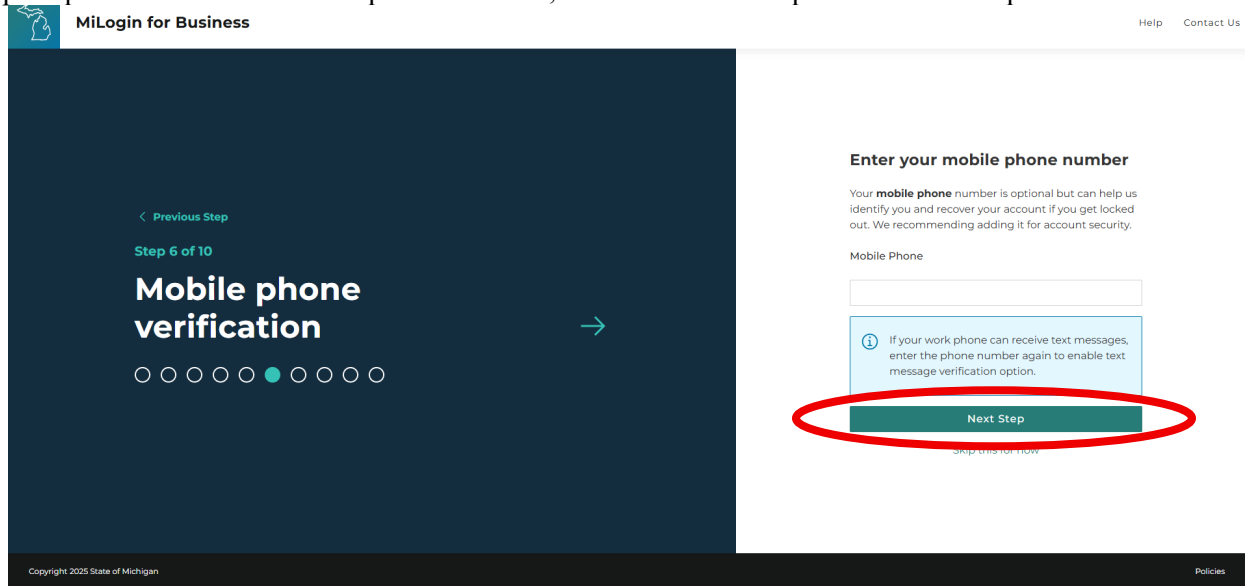 MiLogin for Business
Help Contact Us
< Previous Step
Step 6 of 10
Mobile phone
verification
Enter your mobile phone number
Your mobile phone number is optional but can help us
identify you and recover your account if you get locked
out. We recommending adding it for account security.
Mobile Phone
If your work phone can receive text messages,
enter the phone number again to enable text
message verification option.
Next Step
Skip this for now
Copyright 2025 State of Michigan
Policies